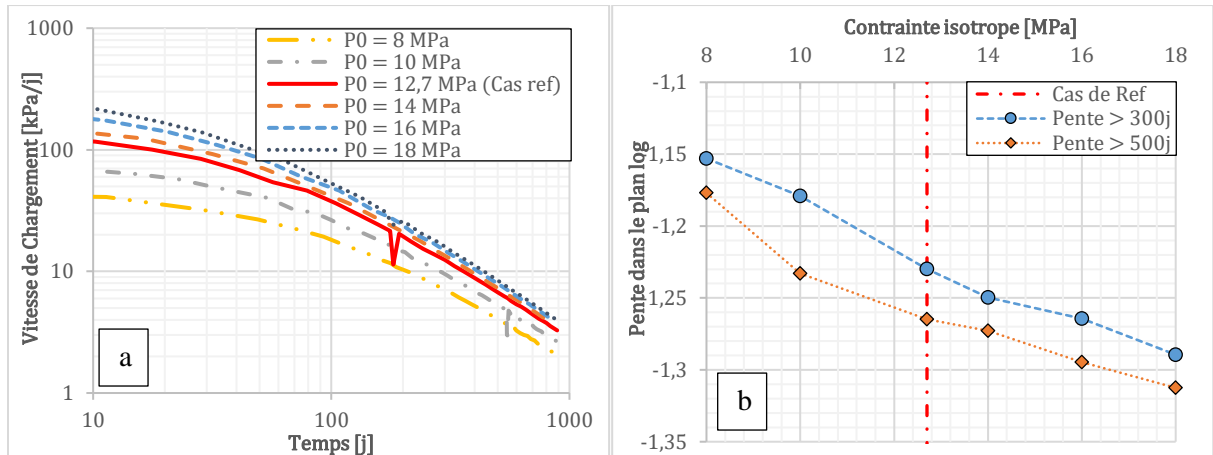 1000
100
10
1
Vitesse de Chargement [kPa/j]
P0 = 8 MPa
P0 = 10 MPa
P0 = 12,7 MPa (Cas ref)
P0 = 14 MPa
P0 = 16 MPa
P0 = 18 MPa
a
10 100 1000
Temps [j]
Contrainte isotrope [MPa]
8 10 12 14 16 18
-1,1
-1,15
-1,2
-1,25
-1,3
-1,35
Pente dans le plan log
Cas de Ref
Pente > 300j
Pente > 500j
b